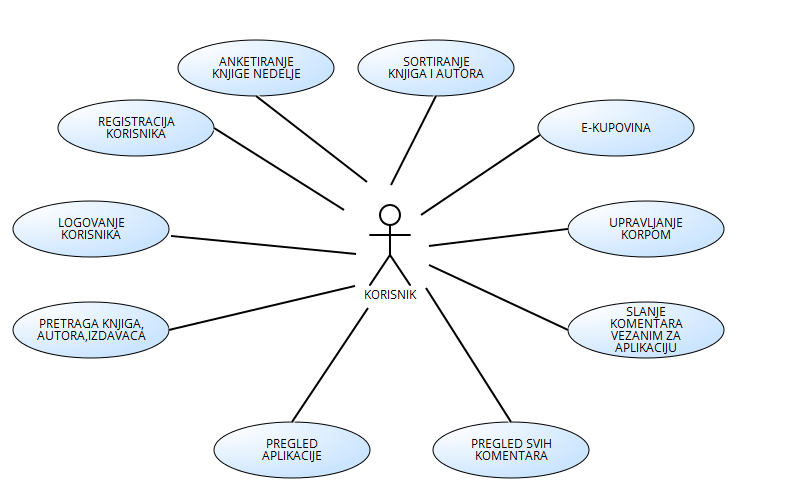 ANKETIRANJE
KNJIGE NEDELJE
SORTIRANJE
KNJIGA I AUTORA
REGISTRACIJA
KORISNIKA
E-KUPOVINA
LOGOVANJE
KORISNIKA
UPRAVLJANJE
KORPOM
KORISNIK
PRETRAGA KNJIGA,
AUTORA,IZDAVACA
SLANJE
KOMENTARA
VEZANIM ZA
APLIKACIJU
PREGLED
APLIKACIJE
PREGLED SVIH
KOMENTARA